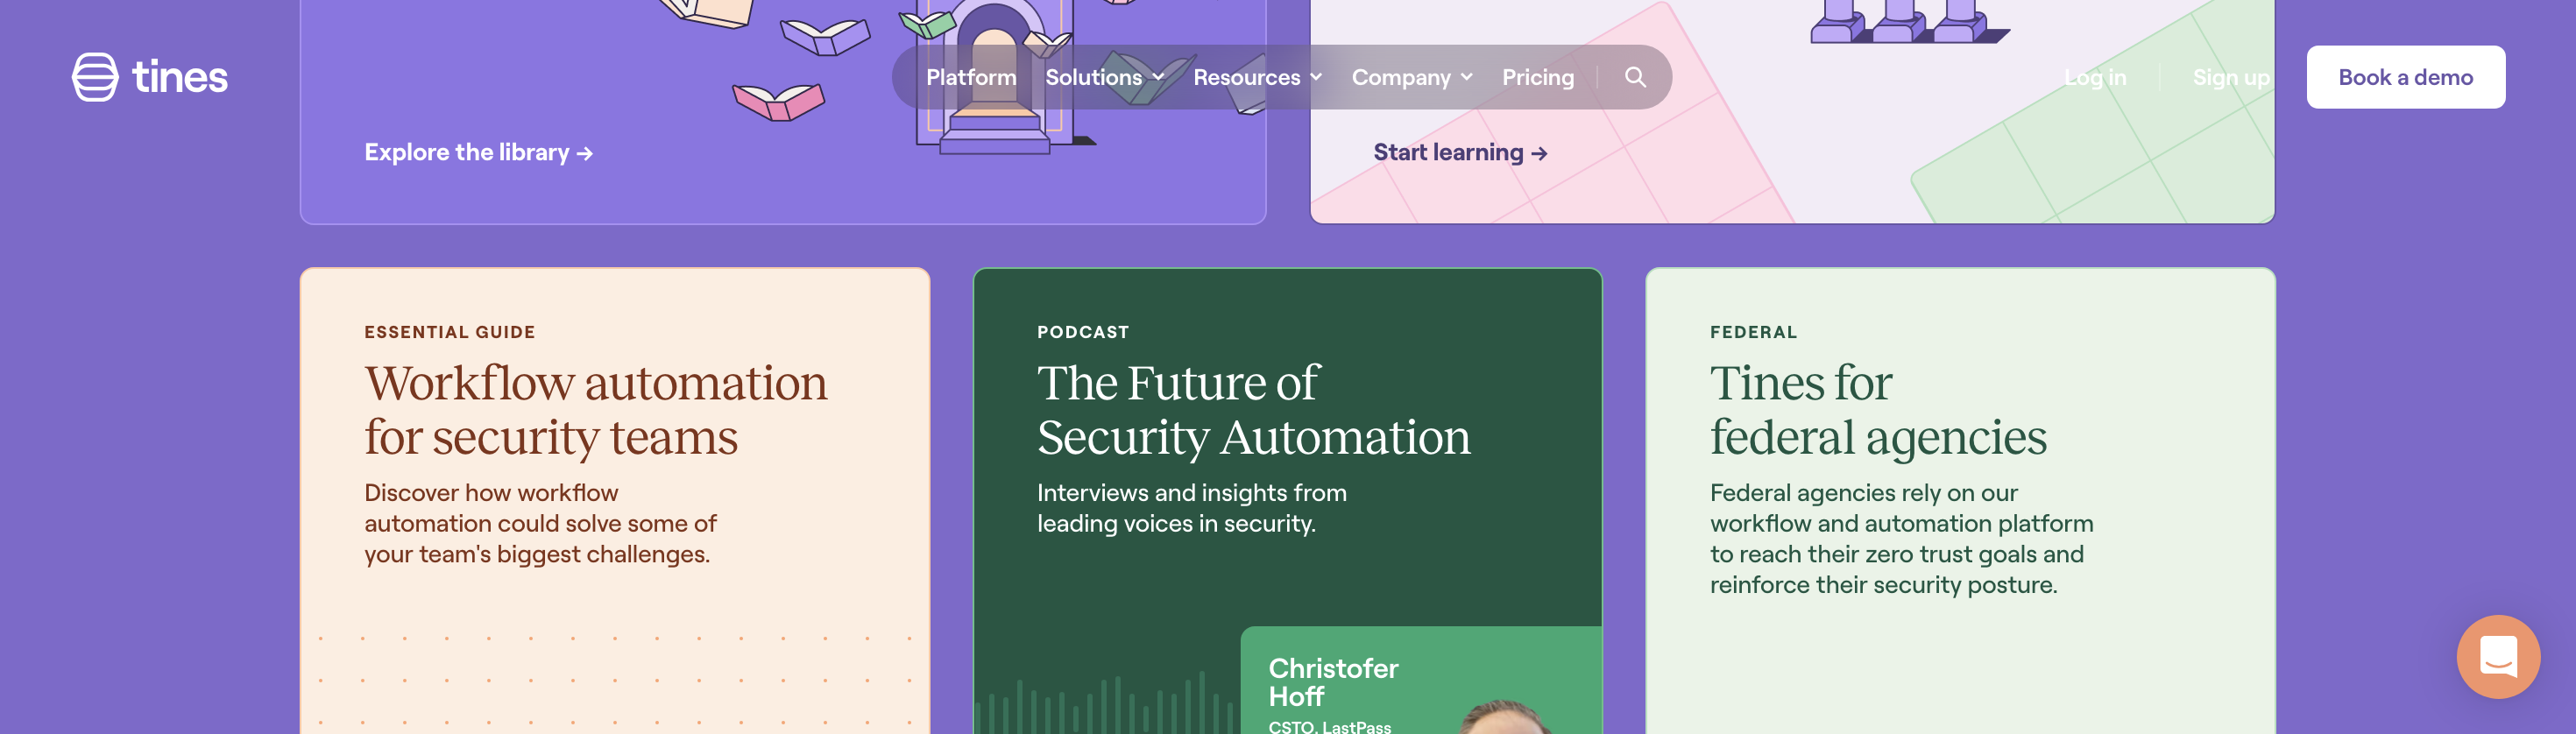 tines
Platform
Solutions
Resources
Company
Pricing
Log in
Sign up
Book a demo
Explore the library →
Start learning →
ESSENTIAL GUIDE
Workflow automation
for security teams
Discover how workflow
automation could solve some of
your team's biggest challenges.
PODCAST
The Future of
Security Automation
Interviews and insights from
leading voices in security.
Christofer
Hoff
CSTO, LastPass
FEDERAL
Tines for
federal agencies
Federal agencies rely on our
workflow and automation platform
to reach their zero trust goals and
reinforce their security posture.